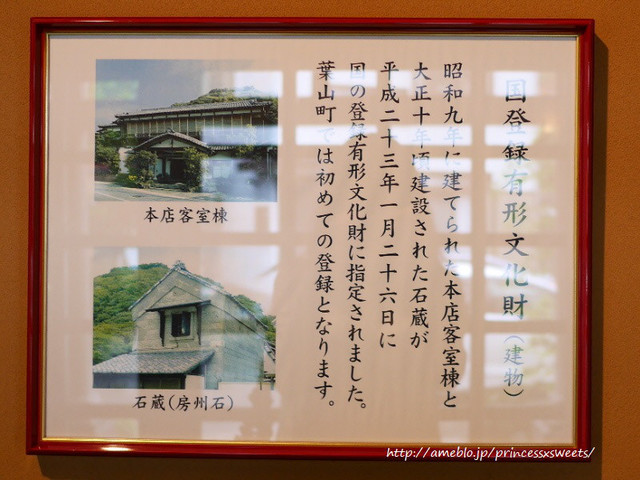 国登録有形文化財(建物)
昭和九年に建てられた本店客室棟と
大正十年頃建設された石蔵が
平成二十三年一月二十六日に
国の登録有形文化財に指定されました。
葉山町では初めての登録となります。
本店客室棟
石蔵(房州石)
http://ameblo.jp/princessxsweets/